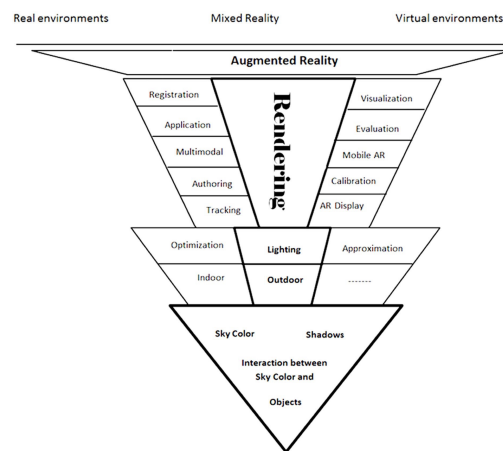 Real environments Mixed Reality Virtual environments
Augmented Reality
Registration
Application
Multimodal
Authoring
Tracking
Rendering
Visualization
Evaluation
Mobile AR
Calibration
AR Display
Optimization Lighting Approximation
Indoor Outdoor -------
Sky Color Shadows
Interaction between
Sky Color and
Objects